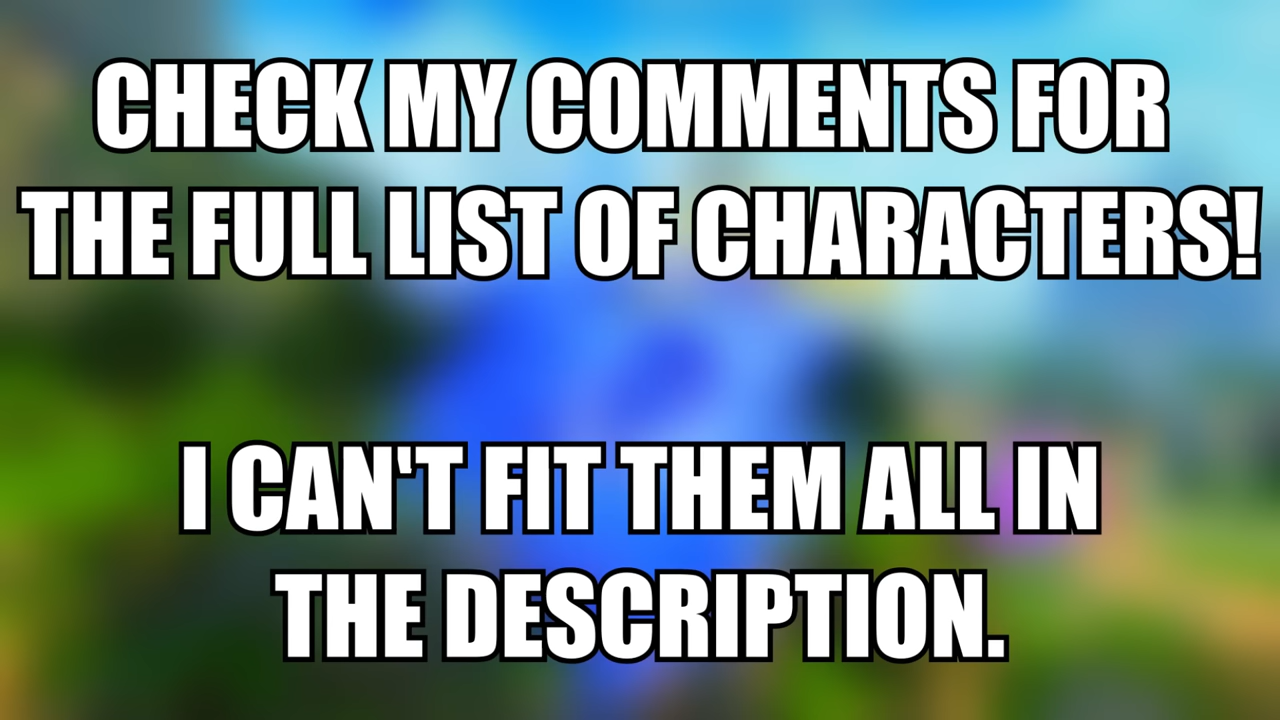 CHECK MY COMMENTS FOR
THE FULL LIST OF CHARACTERS!
I CAN'T FIT THEM ALL IN
THE DESCRIPTION.